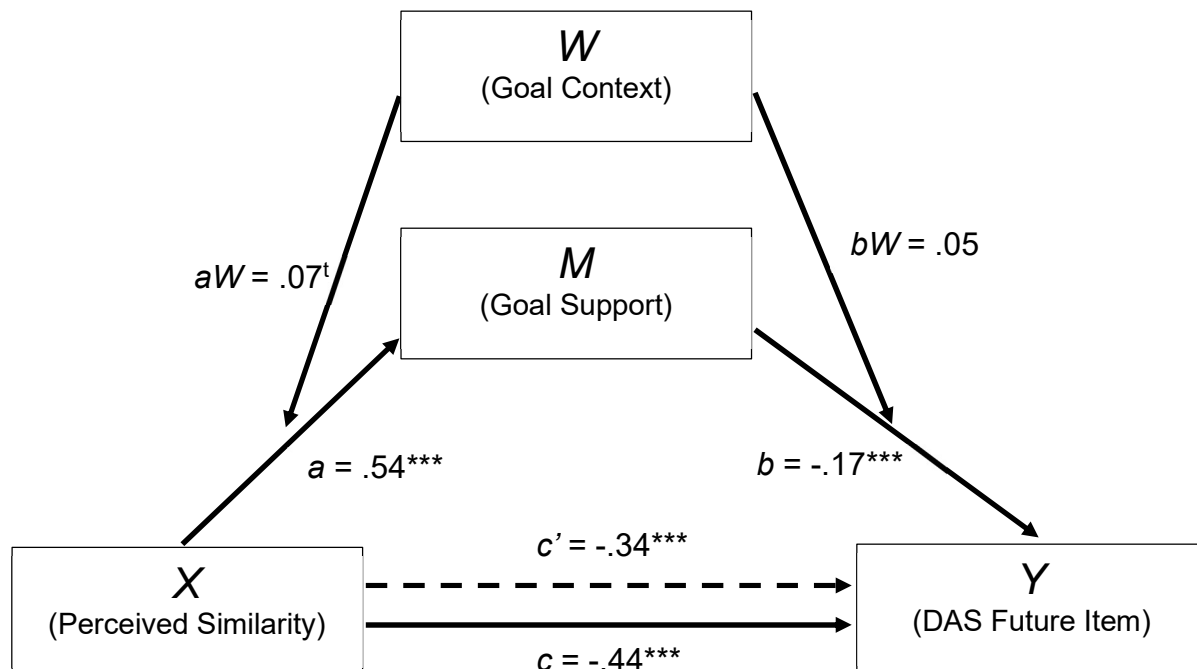 W
(Goal Context)
aW = .07ᵗ
M
(Goal Support)
bW = .05
a = .54***
b = -.17***
c’ = -.34***
X
(Perceived Similarity)
Y
(DAS Future Item)
c = -.44***